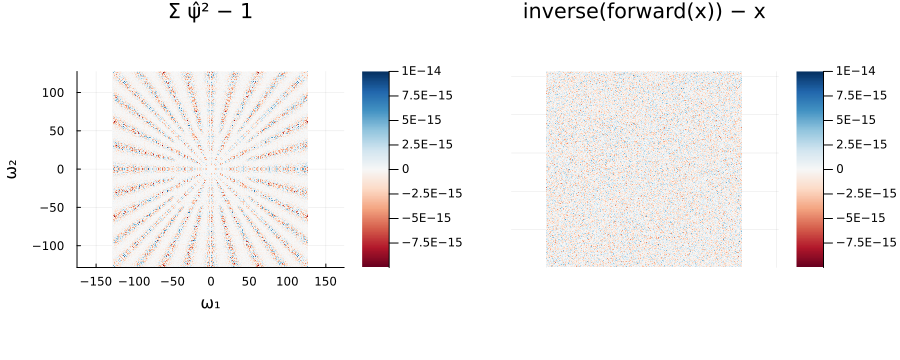 Σ ψ̂² − 1
inverse(forward(x)) − x
ω₂
100
50
0
−50
−100
−150 −100 −50 0 50 100 150
ω₁
1E−14
7.5E−15
5E−15
2.5E−15
0
−2.5E−15
−5E−15
−7.5E−15
1E−14
7.5E−15
5E−15
2.5E−15
0
−2.5E−15
−5E−15
−7.5E−15